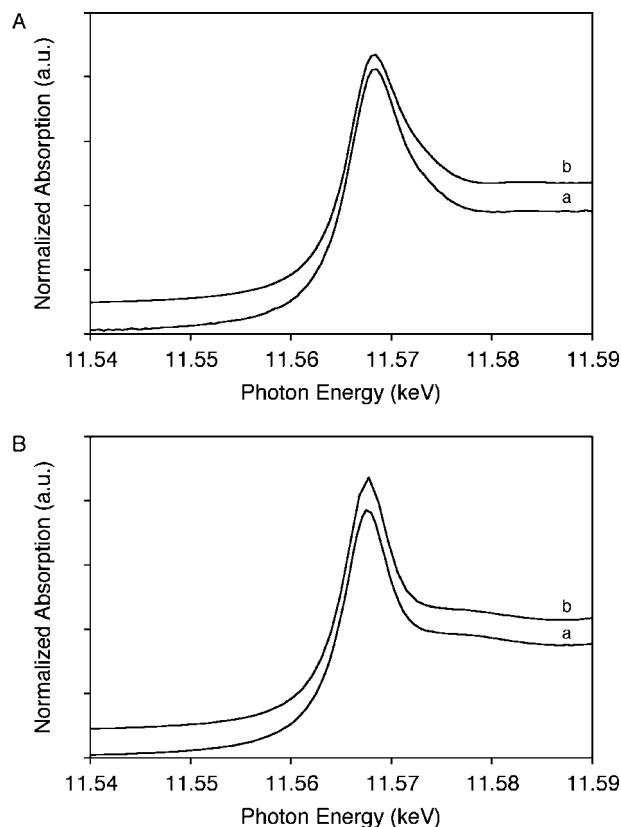 A
Normalized Absorption (a.u.)
b
a
11.54 11.55 11.56 11.57 11.58 11.59
Photon Energy (keV)
B
Normalized Absorption (a.u.)
b
a
11.54 11.55 11.56 11.57 11.58 11.59
Photon Energy (keV)